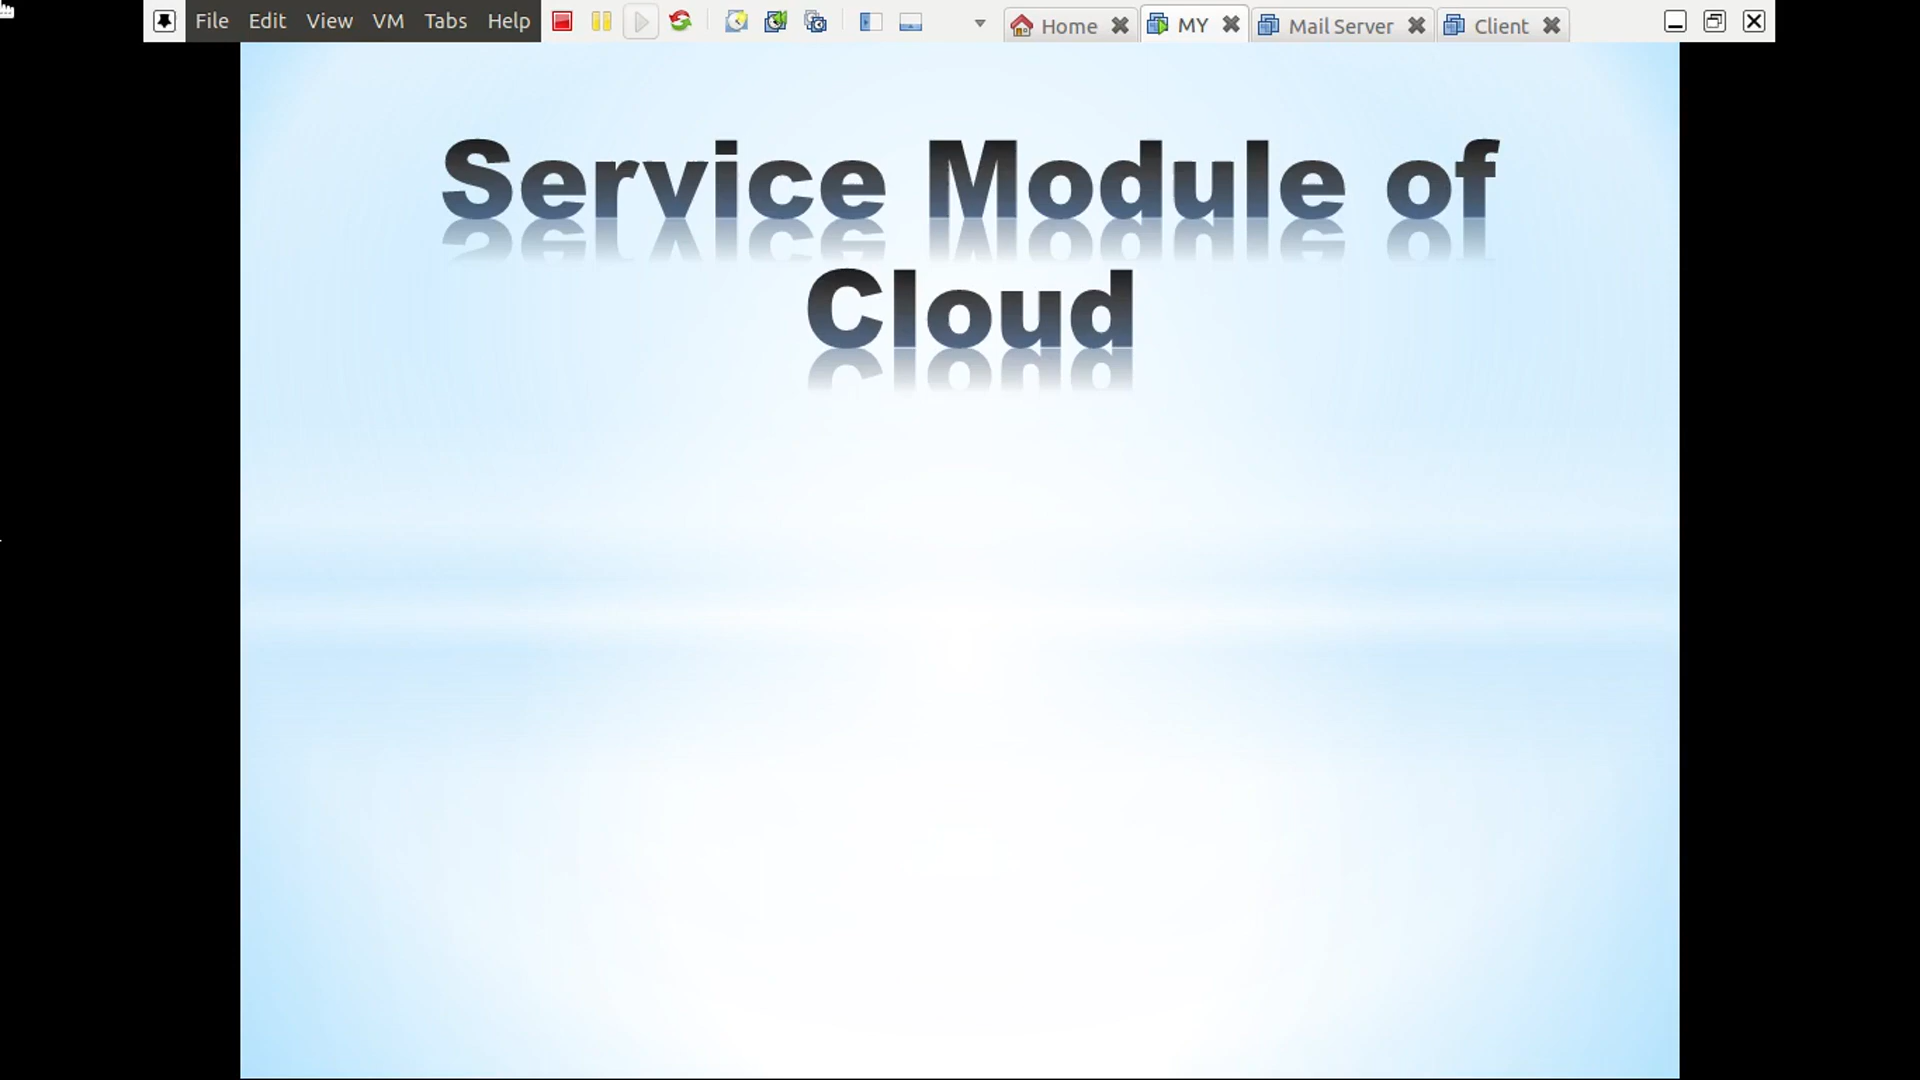 File Edit View VM Tabs Help Home MY Mail Server Client
Service Module of
Cloud